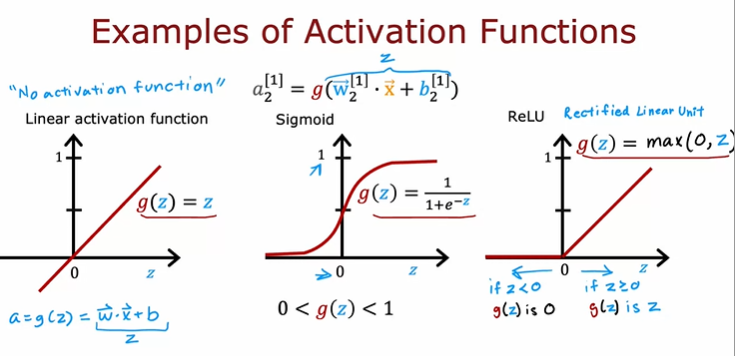 Examples of Activation Functions
"No activation function"
a₂^[1] = g(w⃗₂^[1] · x⃗ + b₂^[1])
z
Linear activation function
1
g(z) = z
0
z
a = g(z) = w⃗·x⃗+b
z
Sigmoid
1
g(z) = 1/(1+e^-z)
0
z
0 < g(z) < 1
ReLU
Rectified Linear Unit
g(z) = max(0, z)
1
0
z
if z<0
g(z) is 0
if z≥0
g(z) is z